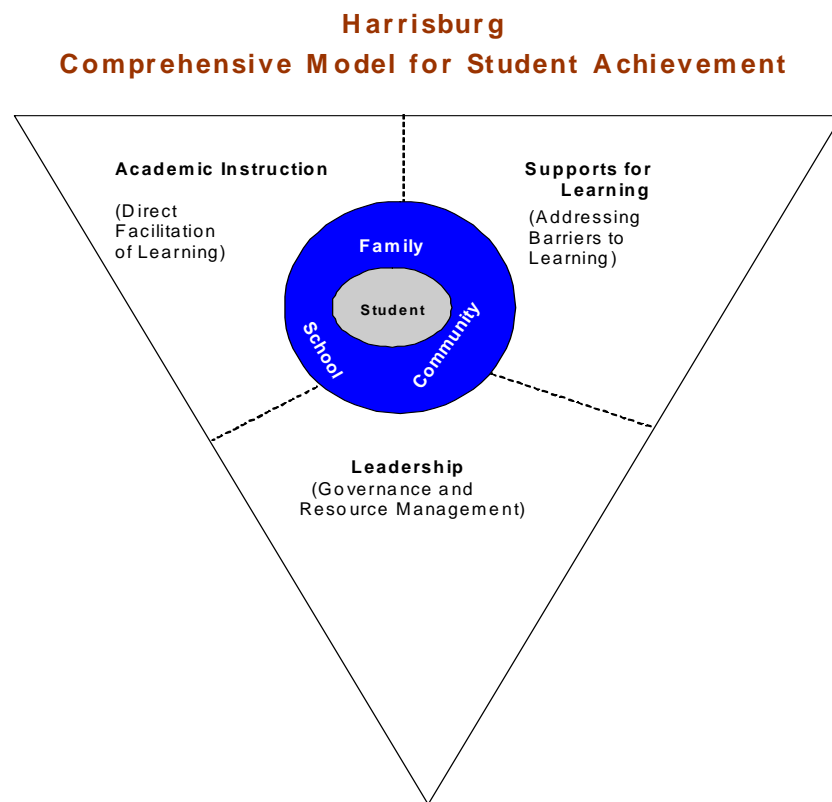 Harrisburg
Comprehensive Model for Student Achievement
Academic Instruction
(Direct
Facilitation
of Learning)
Supports for
Learning
(Addressing
Barriers to
Learning)
Family
Student
School
Community
Leadership
(Governance and
Resource Management)